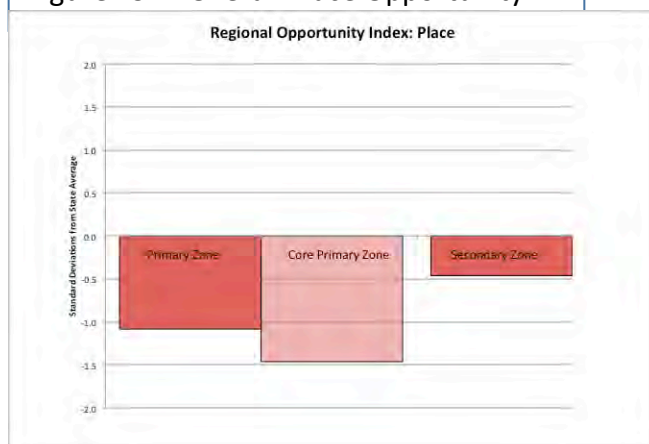 Regional Opportunity Index: Place
Standard Deviations from State Average
2.0
1.5
1.0
0.5
0.0
-0.5
-1.0
-1.5
-2.0
Primary Zone
Core Primary Zone
Secondary Zone